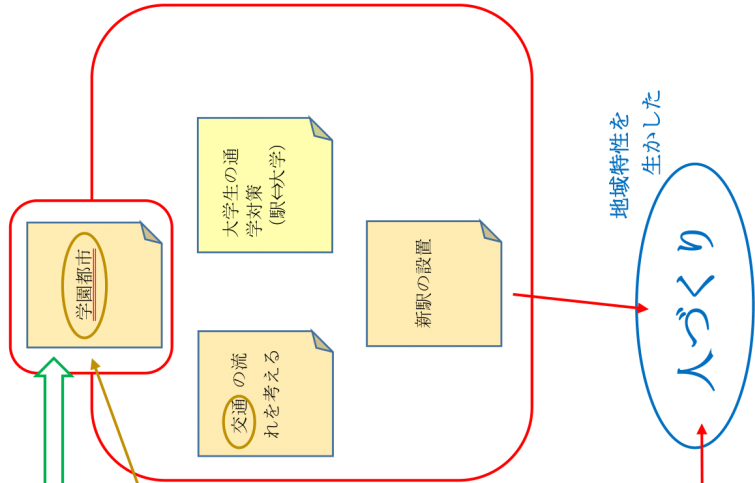 学園都市
交通の流
れを考える
大学生の通
学対策
(駅⇔大学)
新駅の設置
地域特性を
生かした
人づくり